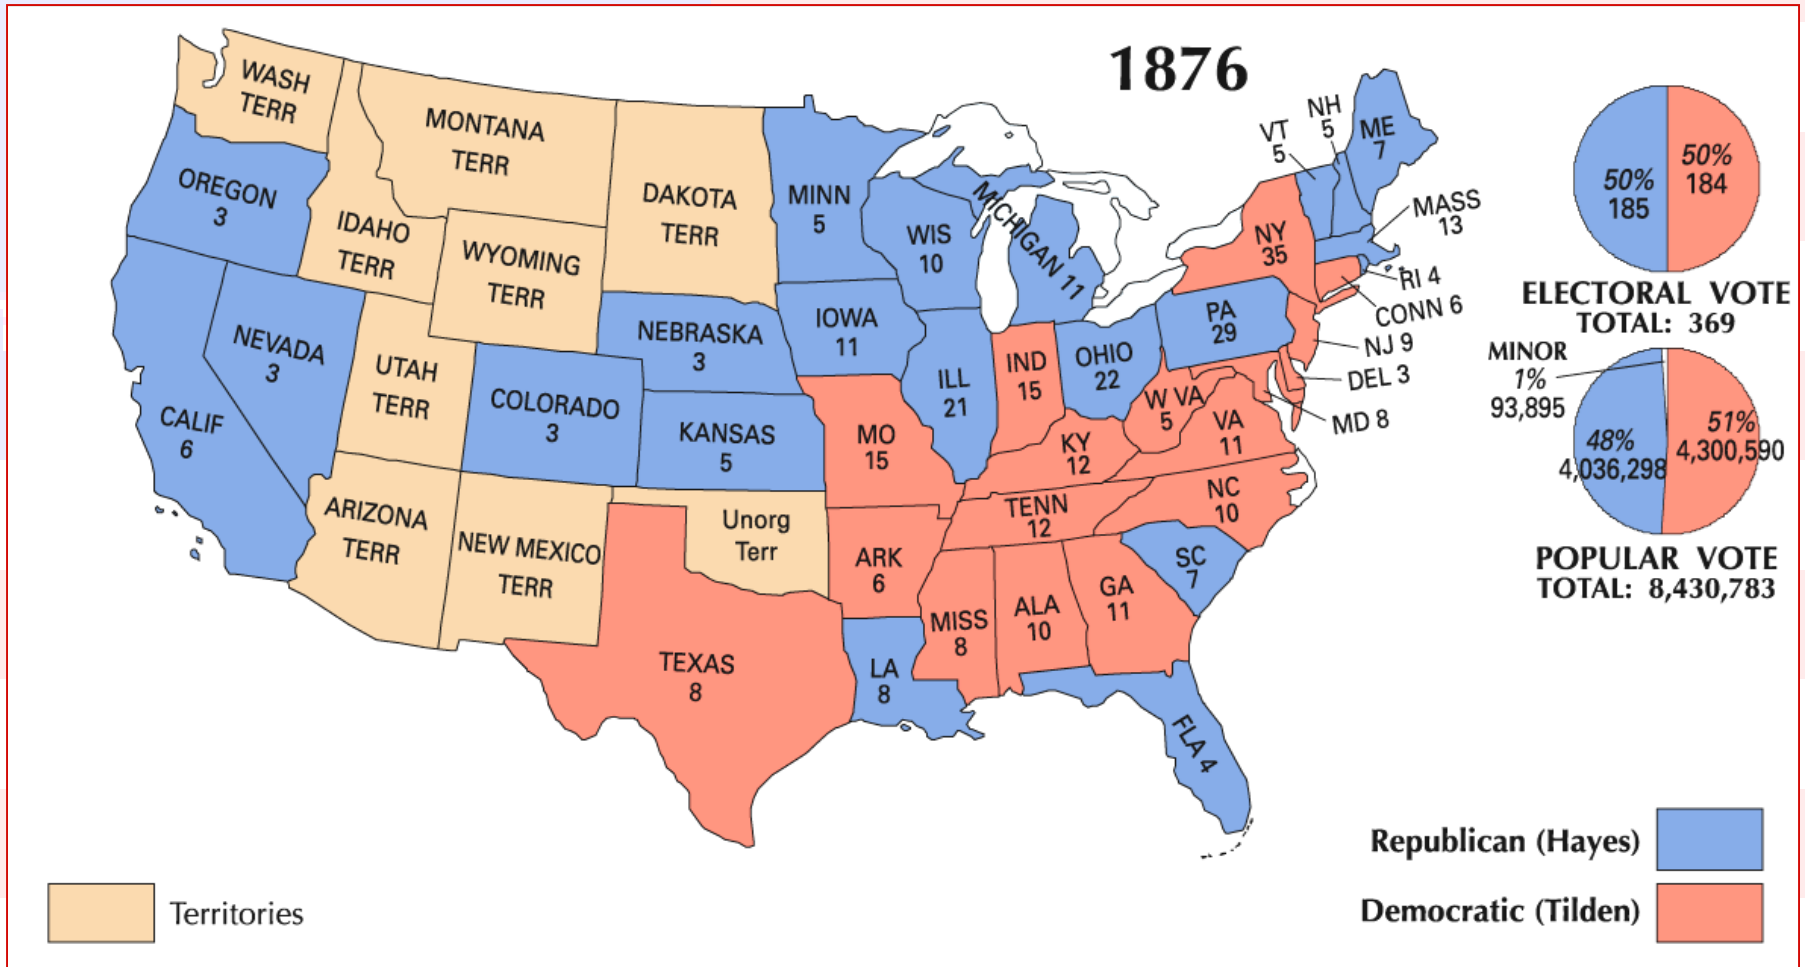 1876
WASH
TERR
MONTANA
TERR
OREGON
3
IDAHO
TERR
WYOMING
TERR
DAKOTA
TERR
MINN
5
WIS
10
MICHIGAN 11
VT
5
NH
5
ME
7
MASS
13
NY
35
RI 4
CONN 6
NJ 9
DEL 3
MD 8
PA
29
NEVADA
3
CALIF
6
UTAH
TERR
COLORADO
3
NEBRASKA
3
KANSAS
5
IOWA
11
ILL
21
IND
15
OHIO
22
W VA
5
VA
11
MO
15
KY
12
TENN
12
NC
10
ARIZONA
TERR
NEW MEXICO
TERR
Unorg
Terr
ARK
6
SC
7
MISS
8
ALA
10
GA
11
TEXAS
8
LA
8
FLA 4
50%
185
50%
184
ELECTORAL VOTE
TOTAL: 369
MINOR
1%
93,895
48%
4,036,298
51%
4,300,590
POPULAR VOTE
TOTAL: 8,430,783
Republican (Hayes)
Democratic (Tilden)
Territories